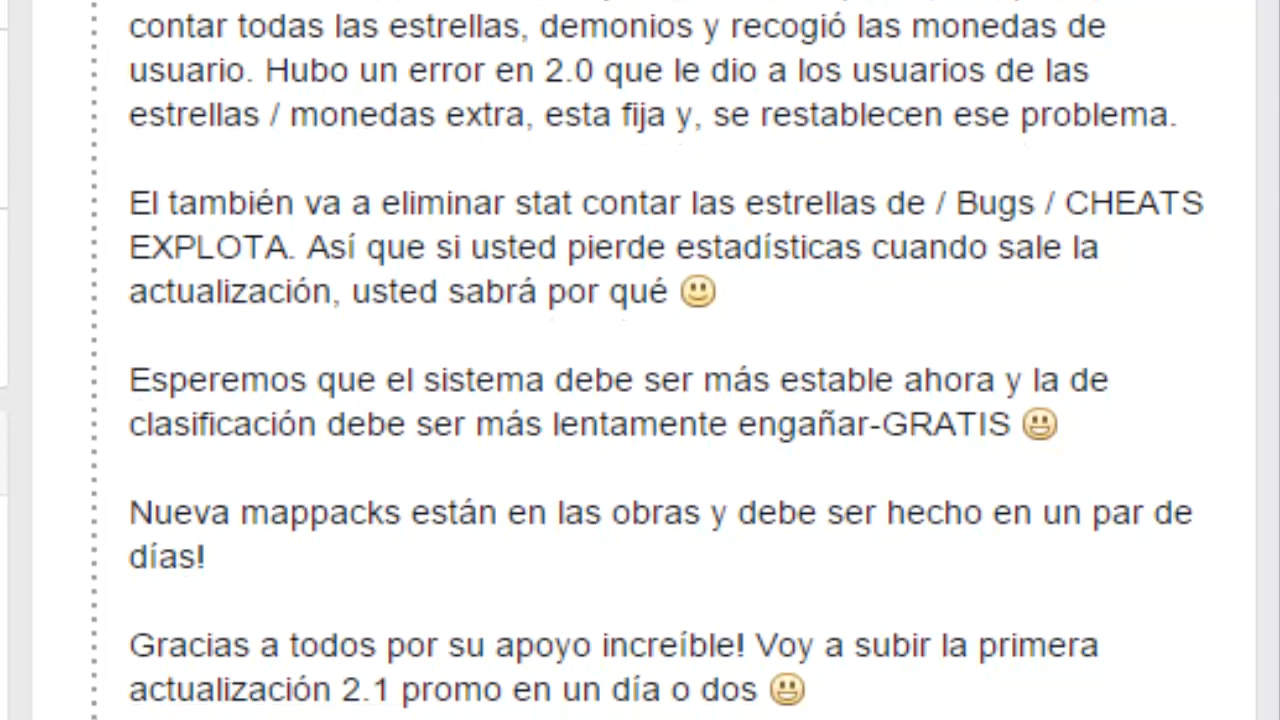 contar todas las estrellas, demonios y recogió las monedas de
usuario. Hubo un error en 2.0 que le dio a los usuarios de las
estrellas / monedas extra, esta fija y, se restablecen ese problema.
El también va a eliminar stat contar las estrellas de / Bugs / CHEATS
EXPLOTA. Así que si usted pierde estadísticas cuando sale la
actualización, usted sabrá por qué 🙂
Esperemos que el sistema debe ser más estable ahora y la de
clasificación debe ser más lentamente engañar-GRATIS 😀
Nueva mappacks están en las obras y debe ser hecho en un par de
días!
Gracias a todos por su apoyo increíble! Voy a subir la primera
actualización 2.1 promo en un día o dos 😀